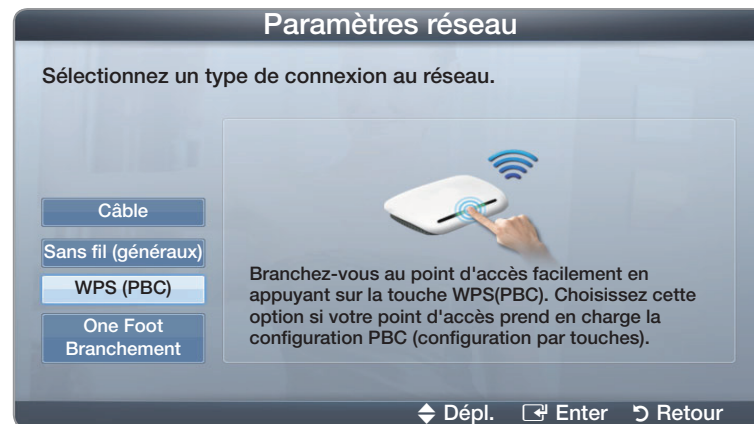 Paramètres réseau
Sélectionnez un type de connexion au réseau.
Câble
Sans fil (généraux)
WPS (PBC)
One Foot
Branchement
Branchez-vous au point d'accès facilement en
appuyant sur la touche WPS(PBC). Choisissez cette
option si votre point d'accès prend en charge la
configuration PBC (configuration par touches).
Dépl. Enter Retour